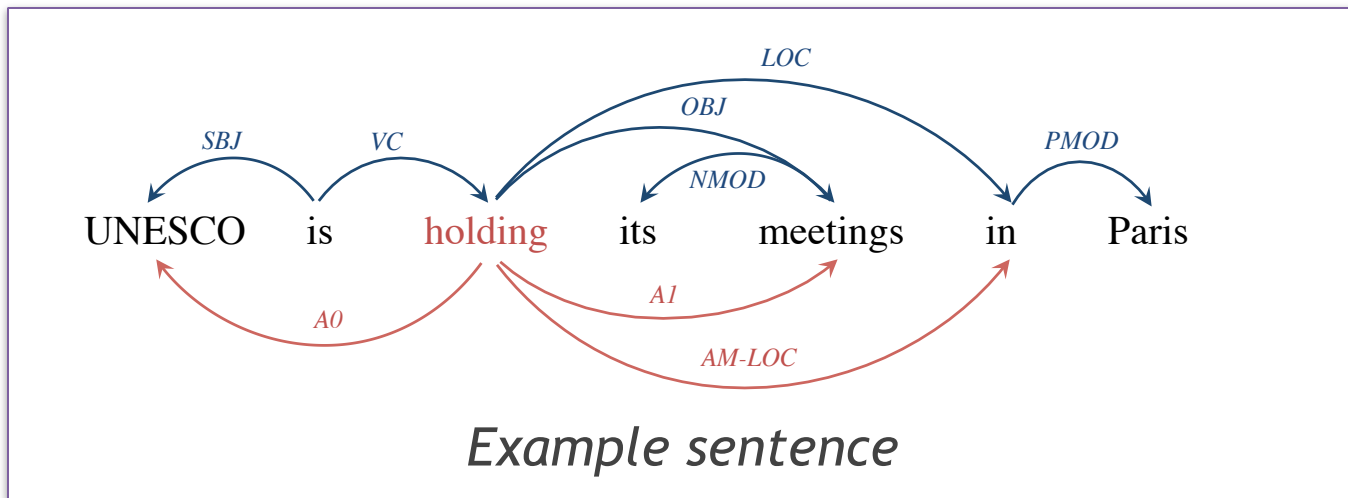 LOC
OBJ
SBJ VC PMOD
NMOD
UNESCO is holding its meetings in Paris
A1
A0
AM-LOC
Example sentence